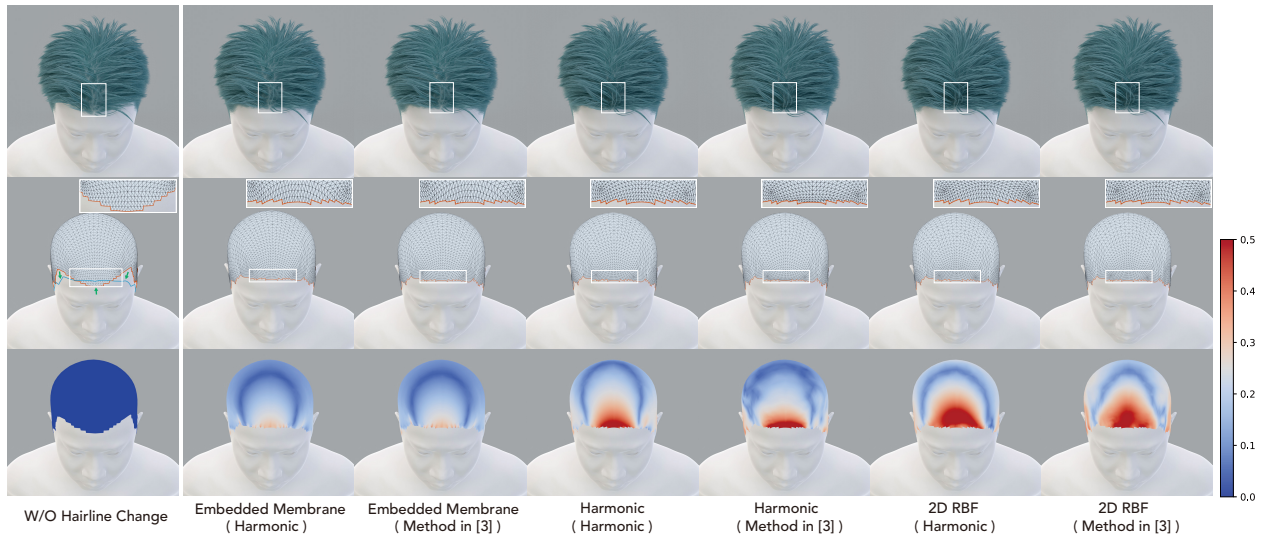 0.5
0.4
0.3
0.2
0.1
0.0
W/O Hairline Change
Embedded Membrane
( Harmonic )
Embedded Membrane
( Method in [3] )
Harmonic
( Harmonic )
Harmonic
( Method in [3] )
2D RBF
( Harmonic )
2D RBF
( Method in [3] )